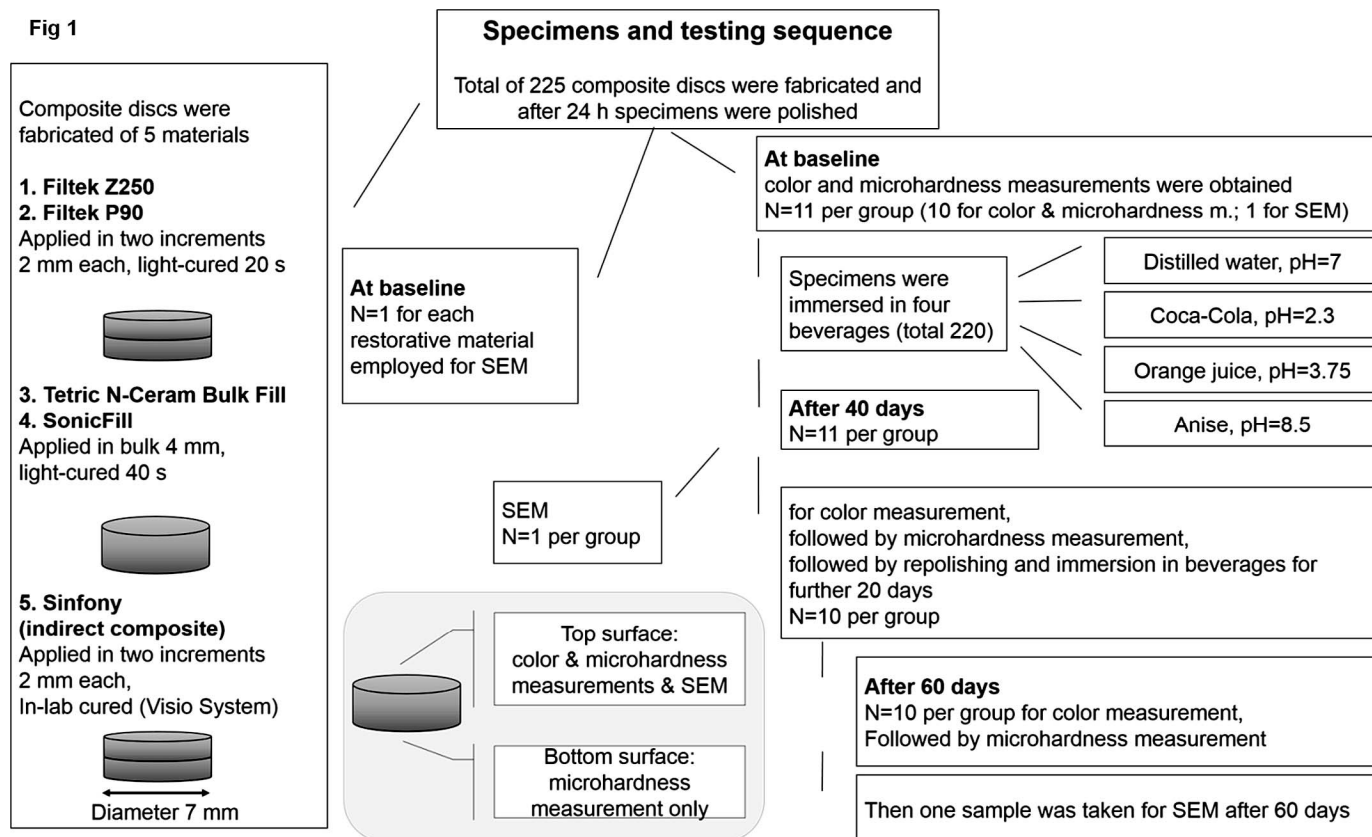 Fig 1
Specimens and testing sequence
Total of 225 composite discs were fabricated and
after 24 h specimens were polished
Composite discs were
fabricated of 5 materials
1. Filtek Z250
2. Filtek P90
Applied in two increments
2 mm each, light-cured 20 s
3. Tetric N-Ceram Bulk Fill
4. SonicFill
Applied in bulk 4 mm,
light-cured 40 s
5. Sinfony
(indirect composite)
Applied in two increments
2 mm each,
In-lab cured (Visio System)
Diameter 7 mm
At baseline
N=1 for each
restorative material
employed for SEM
At baseline
color and microhardness measurements were obtained
N=11 per group (10 for color & microhardness m.; 1 for SEM)
Specimens were
immersed in four
beverages (total 220)
Distilled water, pH=7
Coca-Cola, pH=2.3
Orange juice, pH=3.75
Anise, pH=8.5
After 40 days
N=11 per group
SEM
N=1 per group
for color measurement,
followed by microhardness measurement,
followed by repolishing and immersion in beverages for
further 20 days
N=10 per group
Top surface:
color & microhardness
measurements & SEM
Bottom surface:
microhardness
measurement only
After 60 days
N=10 per group for color measurement,
Followed by microhardness measurement
Then one sample was taken for SEM after 60 days